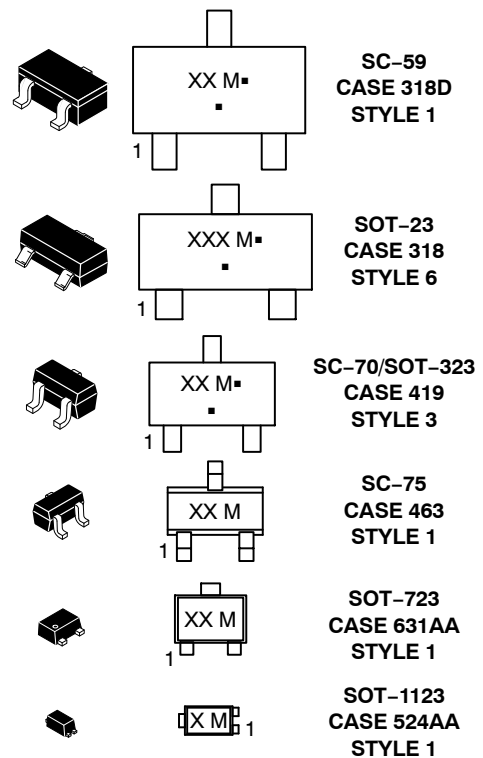 XX M▪
▪
1
SC−59
CASE 318D
STYLE 1
XXX M▪
▪
1
SOT−23
CASE 318
STYLE 6
XX M▪
▪
1
SC−70/SOT−323
CASE 419
STYLE 3
XX M
1
SC−75
CASE 463
STYLE 1
XX M
1
SOT−723
CASE 631AA
STYLE 1
X M
1
SOT−1123
CASE 524AA
STYLE 1